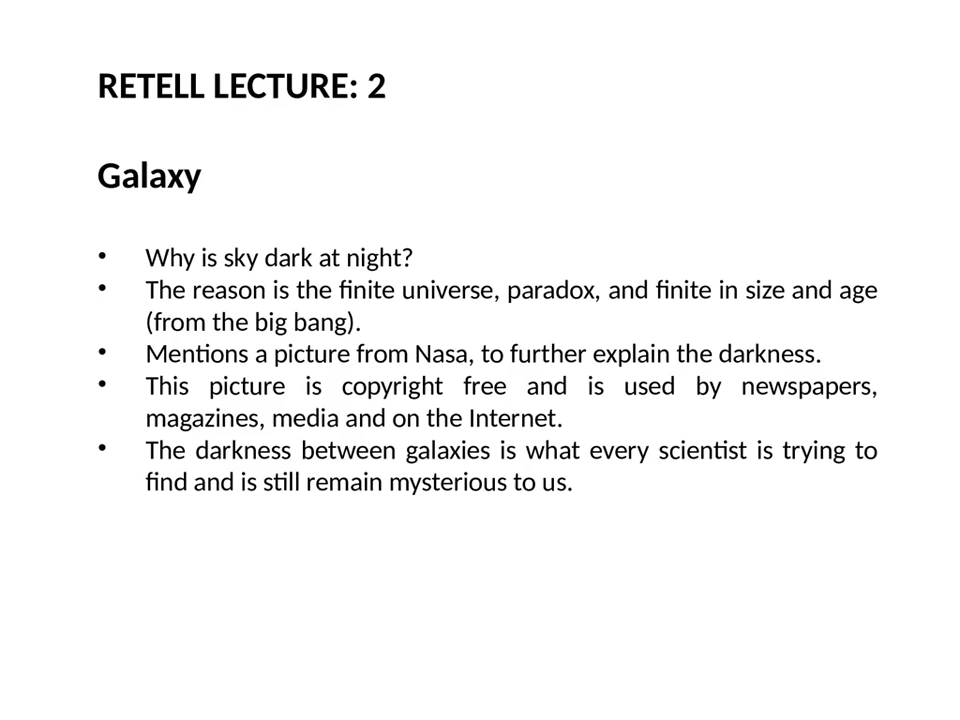 RETELL LECTURE: 2
Galaxy
• Why is sky dark at night?
• The reason is the finite universe, paradox, and finite in size and age
(from the big bang).
• Mentions a picture from Nasa, to further explain the darkness.
• This picture is copyright free and is used by newspapers,
magazines, media and on the Internet.
• The darkness between galaxies is what every scientist is trying to
find and is still remain mysterious to us.